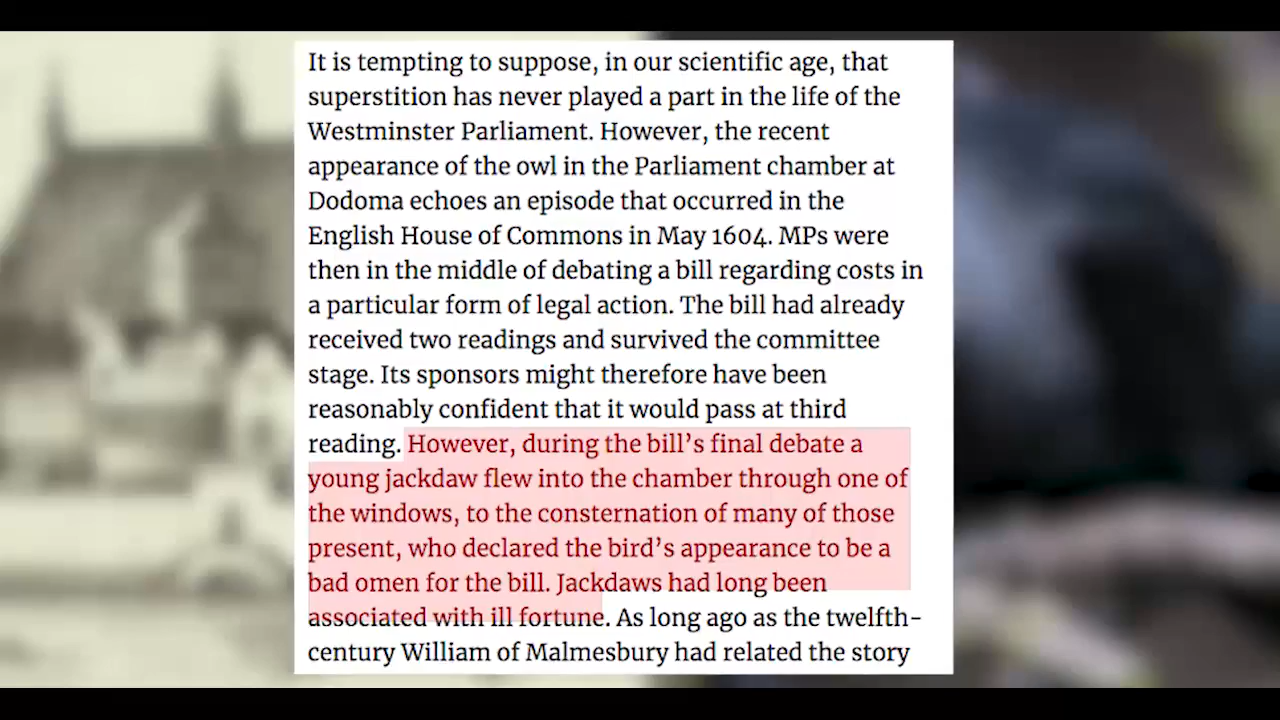 It is tempting to suppose, in our scientific age, that
superstition has never played a part in the life of the
Westminster Parliament. However, the recent
appearance of the owl in the Parliament chamber at
Dodoma echoes an episode that occurred in the
English House of Commons in May 1604. MPs were
then in the middle of debating a bill regarding costs in
a particular form of legal action. The bill had already
received two readings and survived the committee
stage. Its sponsors might therefore have been
reasonably confident that it would pass at third
reading. However, during the bill’s final debate a
young jackdaw flew into the chamber through one of
the windows, to the consternation of many of those
present, who declared the bird’s appearance to be a
bad omen for the bill. Jackdaws had long been
associated with ill fortune. As long ago as the twelfth-
century William of Malmesbury had related the story